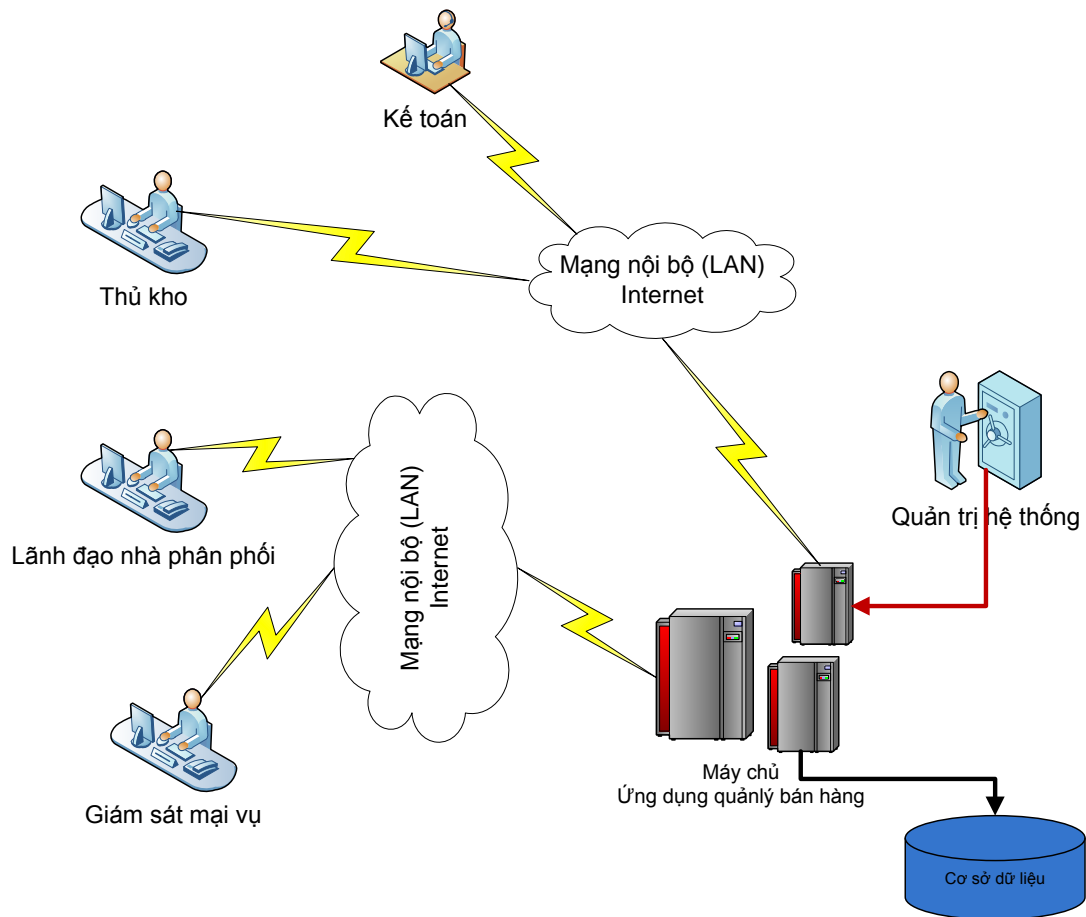 Kế toán
Thủ kho
Mạng nội bộ (LAN)
Internet
Lãnh đạo nhà phân phối
Mạng nội bộ (LAN)
Internet
Quản trị hệ thống
Giám sát mại vụ
Máy chủ
Ứng dụng quảnlý bán hàng
Cơ sở dữ liệu